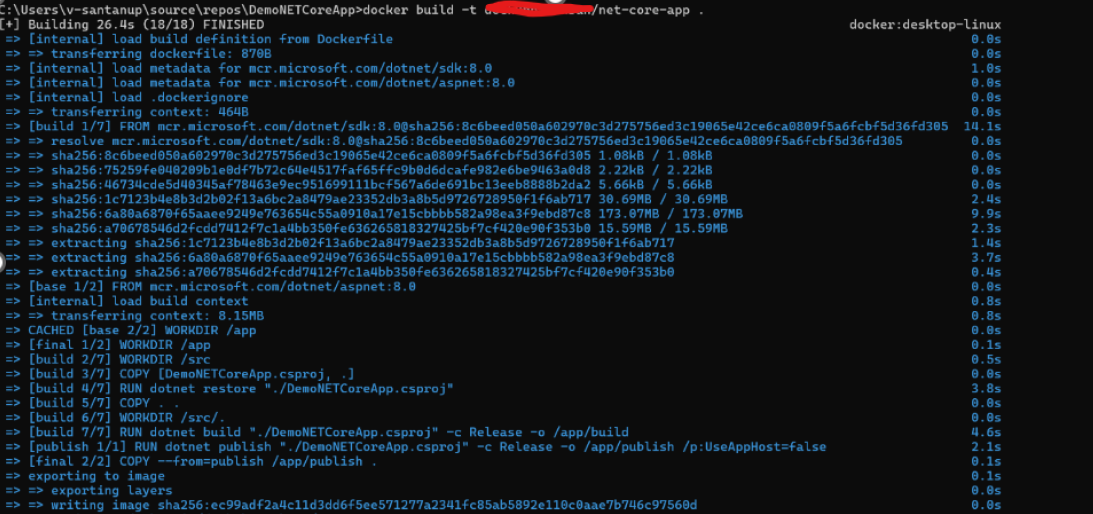 C:\Users\v-santanup\source\repos\DemoNETCoreApp>docker build -t /net-core-app .
[+] Building 26.4s (18/18) FINISHED docker:desktop-linux
=> [internal] load build definition from Dockerfile 0.0s
=> => transferring dockerfile: 870B 0.0s
=> [internal] load metadata for mcr.microsoft.com/dotnet/sdk:8.0 1.0s
=> [internal] load metadata for mcr.microsoft.com/dotnet/aspnet:8.0 0.0s
=> [internal] load .dockerignore 0.0s
=> => transferring context: 464B 0.0s
=> [build 1/7] FROM mcr.microsoft.com/dotnet/sdk:8.0@sha256:8c6beed050a602970c3d275756ed3c19065e42ce6ca0809f5a6fcbf5d36fd305 14.1s
=> => resolve mcr.microsoft.com/dotnet/sdk:8.0@sha256:8c6beed050a602970c3d275756ed3c19065e42ce6ca0809f5a6fcbf5d36fd305 0.0s
=> => sha256:8c6beed050a602970c3d275756ed3c19065e42ce6ca0809f5a6fcbf5d36fd305 1.08kB / 1.08kB 0.0s
=> => sha256:75259fe040209b1e0df7b72c64e4517faf65ffc9b0d6dcafe982e6be9463a0d8 2.22kB / 2.22kB 0.0s
=> => sha256:46734cde5d40345af78463e9ec951699111bcf567a6de691bc13eeb8888b2da2 5.66kB / 5.66kB 0.0s
=> => sha256:1c7123b4e8b3d2b02f13a6bc2a8479ae23352db3a8b5d9726728950f1f6ab717 30.69MB / 30.69MB 2.4s
=> => sha256:6a80a6870f65aaee9249e763654c55a0910a17e15cbbbb582a98ea3f9ebd87c8 173.07MB / 173.07MB 9.9s
=> => sha256:a70678546d2fcdd7412f7c1a4bb350fe636265818327425bf7cf420e90f353b0 15.59MB / 15.59MB 2.3s
=> => extracting sha256:1c7123b4e8b3d2b02f13a6bc2a8479ae23352db3a8b5d9726728950f1f6ab717 1.4s
=> => extracting sha256:6a80a6870f65aaee9249e763654c55a0910a17e15cbbbb582a98ea3f9ebd87c8 3.7s
=> => extracting sha256:a70678546d2fcdd7412f7c1a4bb350fe636265818327425bf7cf420e90f353b0 0.4s
=> [base 1/2] FROM mcr.microsoft.com/dotnet/aspnet:8.0 0.0s
=> [internal] load build context 0.8s
=> => transferring context: 8.15MB 0.8s
=> CACHED [base 2/2] WORKDIR /app 0.0s
=> [final 1/2] WORKDIR /app 0.1s
=> [build 2/7] WORKDIR /src 0.5s
=> [build 3/7] COPY [DemoNETCoreApp.csproj, .] 0.0s
=> [build 4/7] RUN dotnet restore "./DemoNETCoreApp.csproj" 3.8s
=> [build 5/7] COPY . . 0.0s
=> [build 6/7] WORKDIR /src/. 0.0s
=> [build 7/7] RUN dotnet build "./DemoNETCoreApp.csproj" -c Release -o /app/build 4.6s
=> [publish 1/1] RUN dotnet publish "./DemoNETCoreApp.csproj" -c Release -o /app/publish /p:UseAppHost=false 2.1s
=> [final 2/2] COPY --from=publish /app/publish . 0.1s
=> exporting to image 0.1s
=> => exporting layers 0.0s
=> => writing image sha256:ec99adf2a4c11d3dd6f5ee571277a2341fc85ab5892e110c0aae7b746c97560d 0.0s